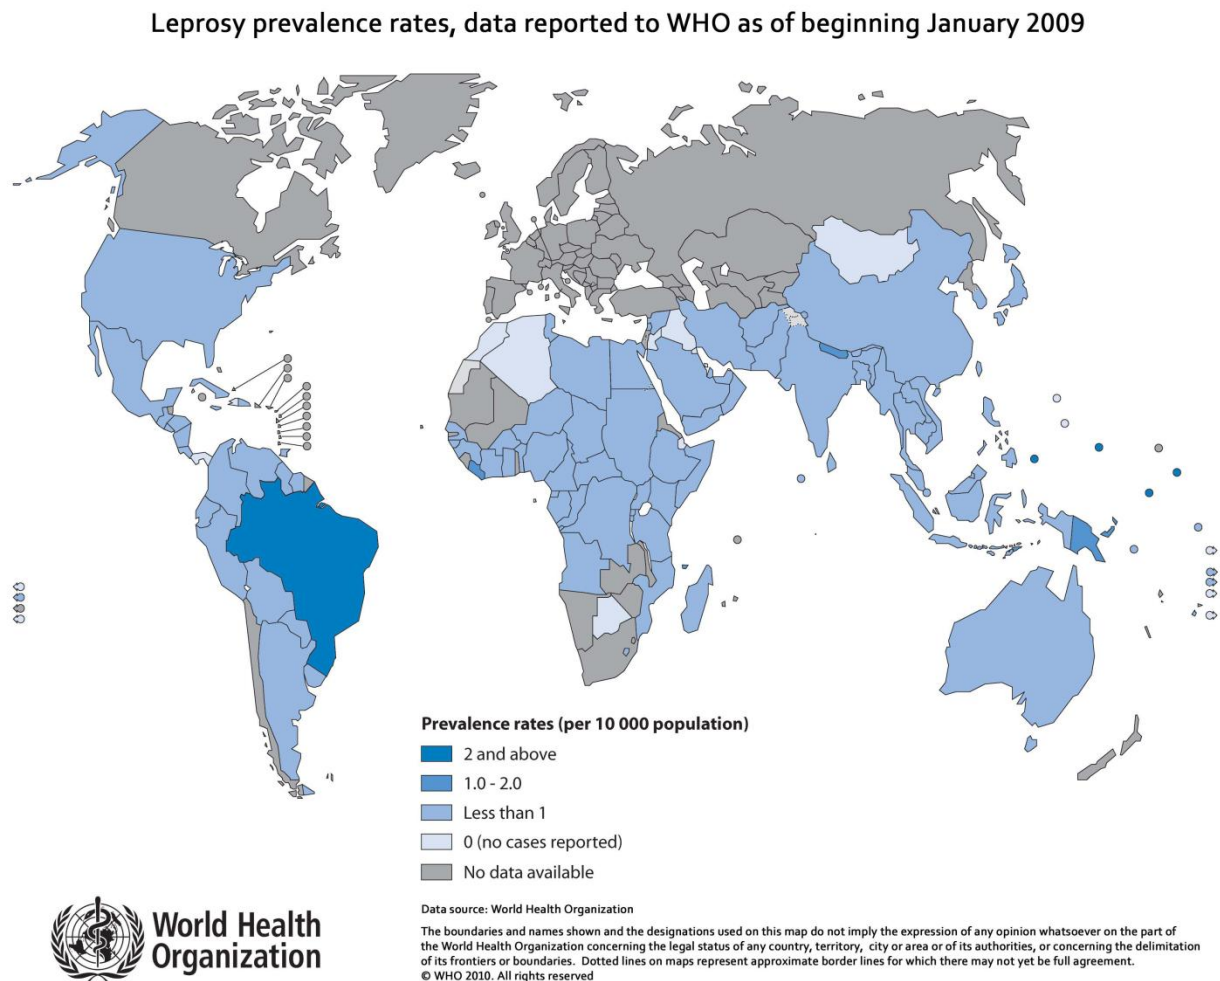 Leprosy prevalence rates, data reported to WHO as of beginning January 2009
Prevalence rates (per 10 000 population)
2 and above
1.0 - 2.0
Less than 1
0 (no cases reported)
No data available
World Health
Organization
Data source: World Health Organization
The boundaries and names shown and the designations used on this map do not imply the expression of any opinion whatsoever on the part of
the World Health Organization concerning the legal status of any country, territory, city or area or of its authorities, or concerning the delimitation
of its frontiers or boundaries. Dotted lines on maps represent approximate border lines for which there may not yet be full agreement.
© WHO 2010. All rights reserved